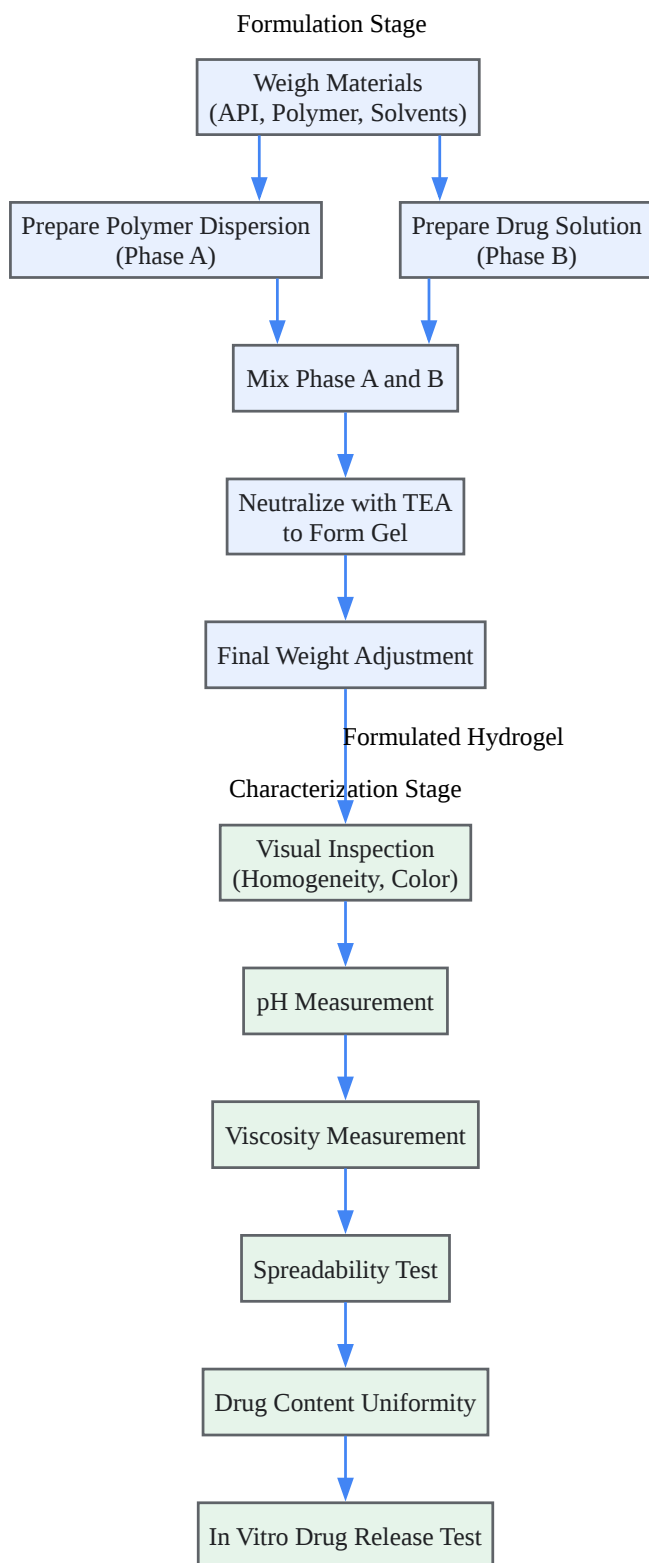 Formulation Stage
Weigh Materials
(API, Polymer, Solvents)
Prepare Polymer Dispersion
(Phase A)
Prepare Drug Solution
(Phase B)
Mix Phase A and B
Neutralize with TEA
to Form Gel
Final Weight Adjustment
Formulated Hydrogel
Characterization Stage
Visual Inspection
(Homogeneity, Color)
pH Measurement
Viscosity Measurement
Spreadability Test
Drug Content Uniformity
In Vitro Drug Release Test